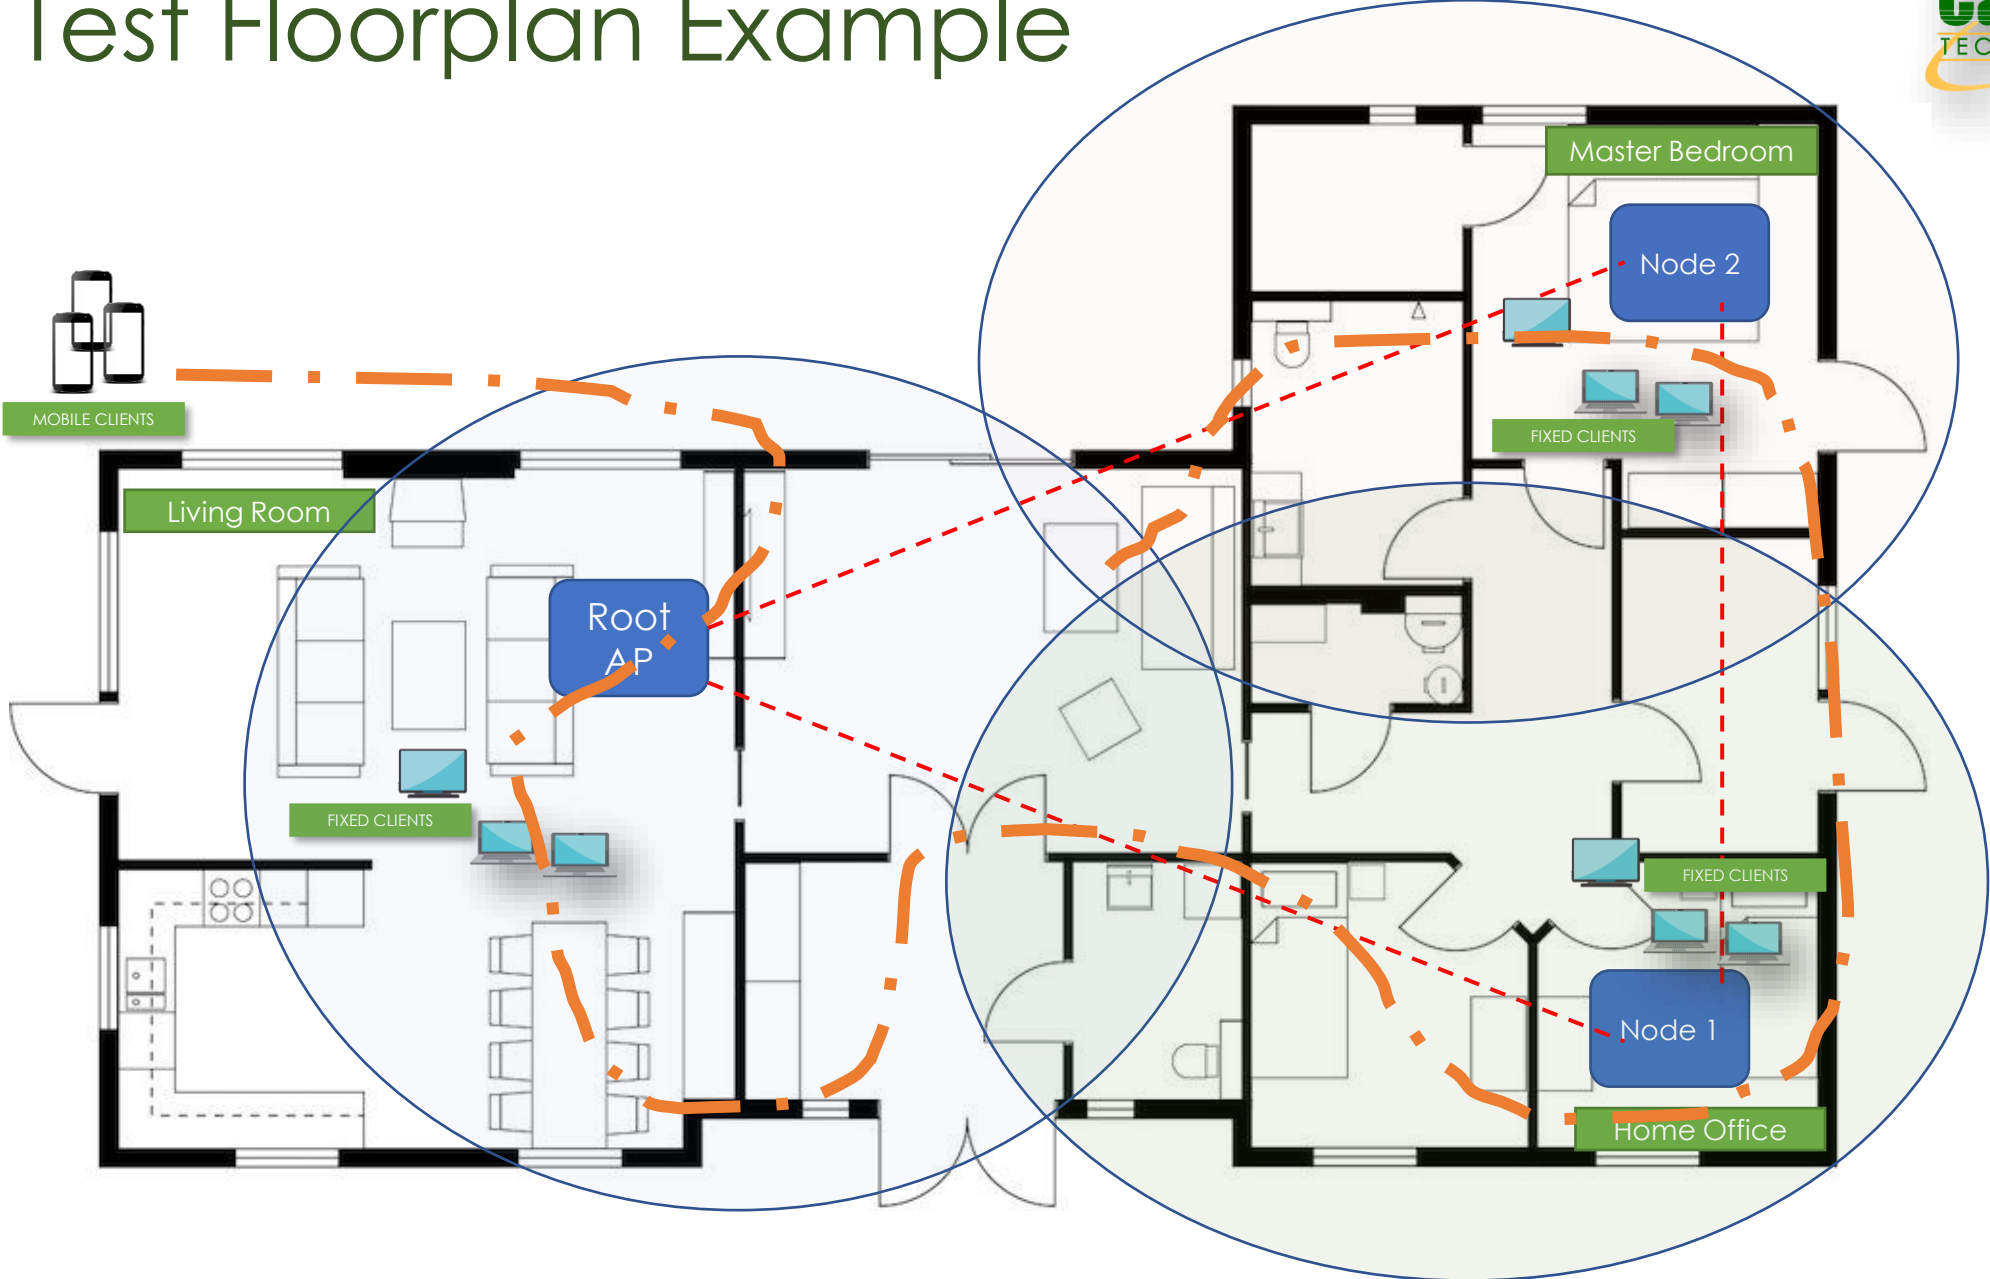 Test Floorplan Example
TEC
Master Bedroom
Node 2
MOBILE CLIENTS
FIXED CLIENTS
Living Room
Root
AP
FIXED CLIENTS
FIXED CLIENTS
Node 1
Home Office